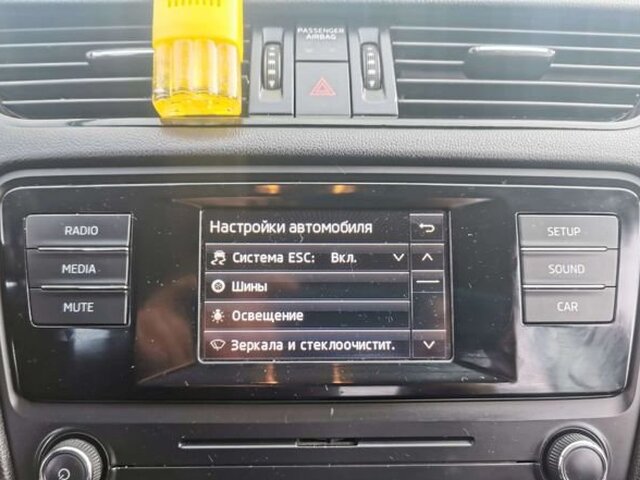 PASSENGER
AIRBAG
RADIO
MEDIA
MUTE
Настройки автомобиля
Система ESC: Вкл.
Шины
Освещение
Зеркала и стеклоочистит.
SETUP
SOUND
CAR